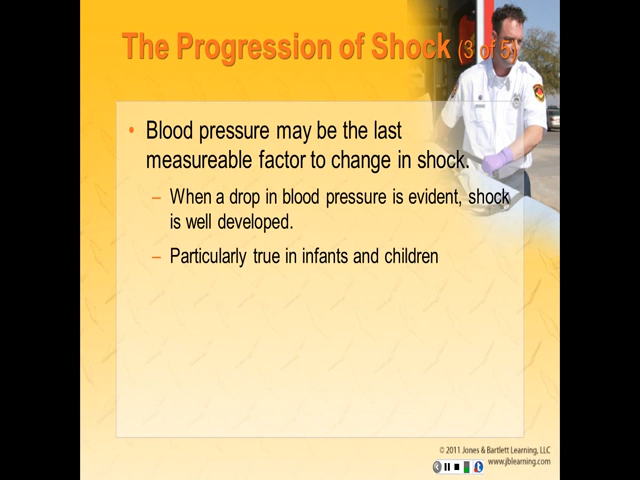 The Progression of Shock (3 of 5)
• Blood pressure may be the last
measureable factor to change in shock.
– When a drop in blood pressure is evident, shock
is well developed.
– Particularly true in infants and children
© 2011 Jones & Bartlett Learning, LLC
www.jblearning.com